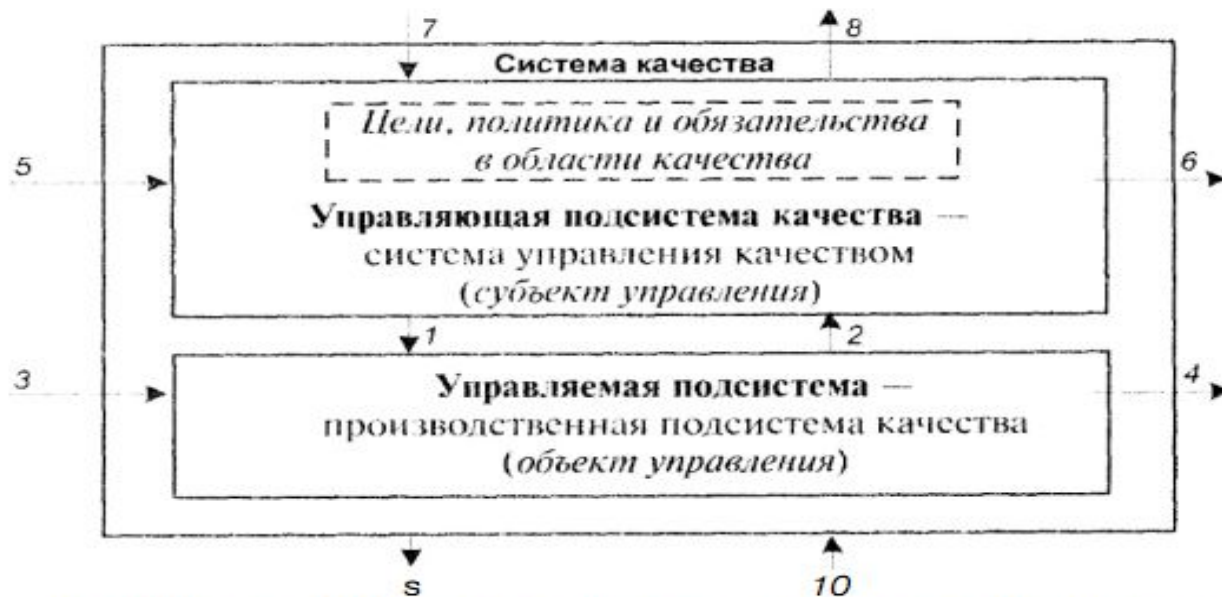 7 8
Система качества
Цели, политика и обязательства
в области качества
5 6
Управляющая подсистема качества —
система управления качеством
(субъект управления)
1 2
3 4
Управляемая подсистема —
производственная подсистема качества
(объект управления)
s 10